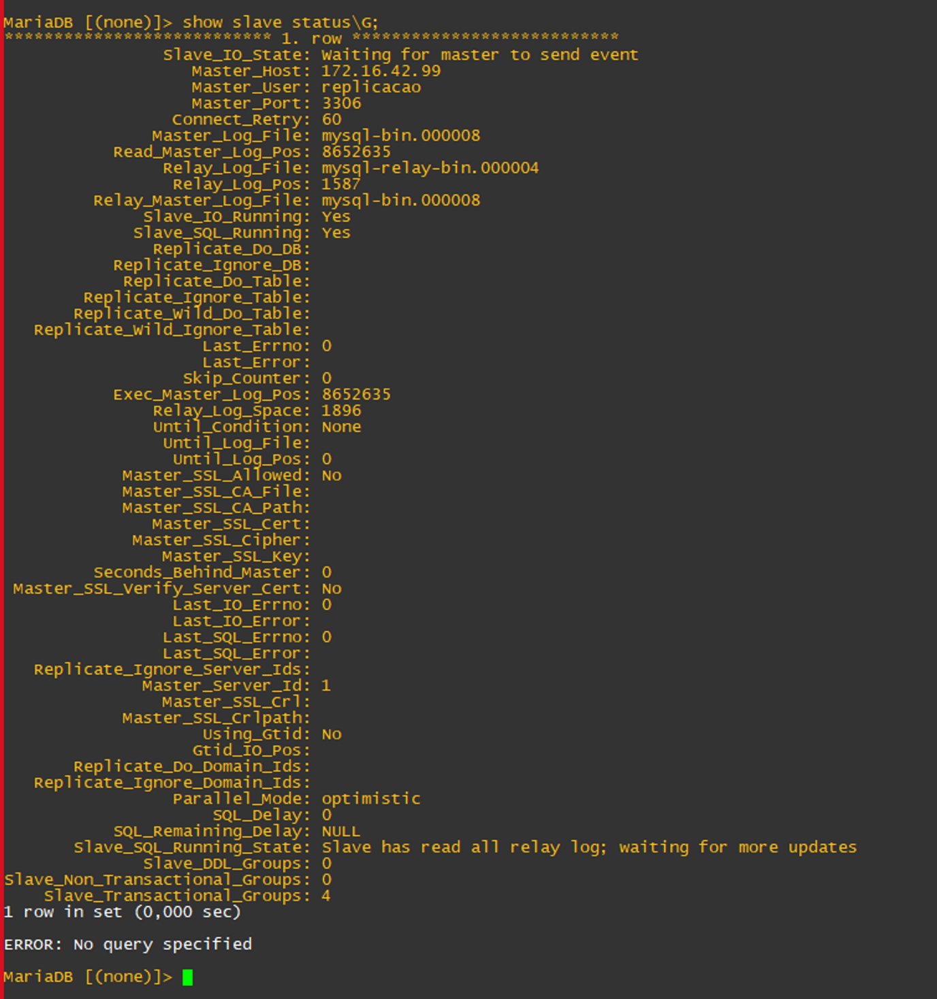 MariaDB [(none)]> show slave status\G;
*************************** 1. row ***************************
Slave_IO_State: Waiting for master to send event
Master_Host: 172.16.42.99
Master_User: replicacao
Master_Port: 3306
Connect_Retry: 60
Master_Log_File: mysql-bin.000008
Read_Master_Log_Pos: 8652635
Relay_Log_File: mysql-relay-bin.000004
Relay_Log_Pos: 1587
Relay_Master_Log_File: mysql-bin.000008
Slave_IO_Running: Yes
Slave_SQL_Running: Yes
Replicate_Do_DB:
Replicate_Ignore_DB:
Replicate_Do_Table:
Replicate_Ignore_Table:
Replicate_Wild_Do_Table:
Replicate_Wild_Ignore_Table:
Last_Errno: 0
Last_Error:
Skip_Counter: 0
Exec_Master_Log_Pos: 8652635
Relay_Log_Space: 1896
Until_Condition: None
Until_Log_File:
Until_Log_Pos: 0
Master_SSL_Allowed: No
Master_SSL_CA_File:
Master_SSL_CA_Path:
Master_SSL_Cert:
Master_SSL_Cipher:
Master_SSL_Key:
Seconds_Behind_Master: 0
Master_SSL_Verify_Server_Cert: No
Last_IO_Errno: 0
Last_IO_Error:
Last_SQL_Errno: 0
Last_SQL_Error:
Replicate_Ignore_Server_Ids:
Master_Server_Id: 1
Master_SSL_Crl:
Master_SSL_Crlpath:
Using_Gtid: No
Gtid_IO_Pos:
Replicate_Do_Domain_Ids:
Replicate_Ignore_Domain_Ids:
Parallel_Mode: optimistic
SQL_Delay: 0
SQL_Remaining_Delay: NULL
Slave_SQL_Running_State: Slave has read all relay log; waiting for more updates
Slave_DDL_Groups: 0
Slave_Non_Transactional_Groups: 0
Slave_Transactional_Groups: 4
1 row in set (0,000 sec)
ERROR: No query specified
MariaDB [(none)]>